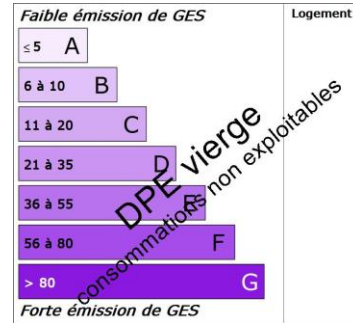 Faible émission de GES
Logement
≤ 5 A
6 à 10 B
11 à 20 C
21 à 35 D
36 à 55 E
56 à 80 F
> 80 G
Forte émission de GES
DPE vierge
consommations non exploitables